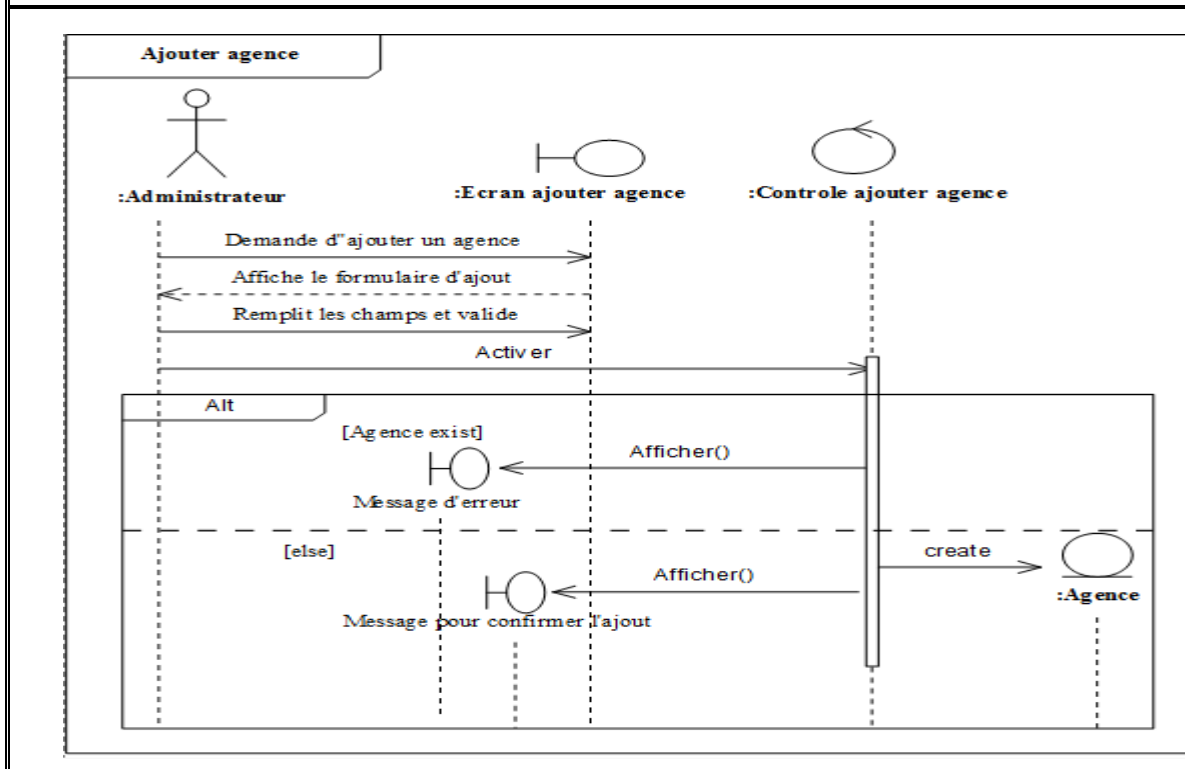 Ajouter agence
:Administrateur
:Ecran ajouter agence
:Controle ajouter agence
Demande d''ajouter un agence
Affiche le formulaire d'ajout
Remplit les champs et valide
Activer
Alt
[Agence exist]
Afficher()
Message d'erreur
[else]
create
Afficher()
:Agence
Message pour confirmer l'ajout